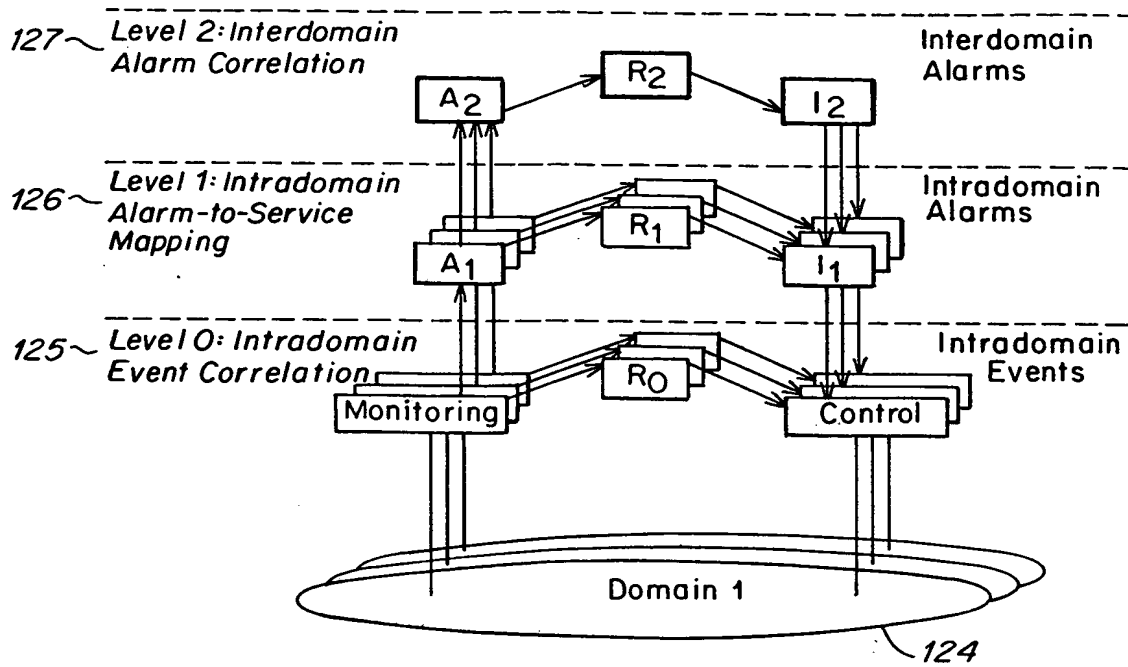 127 Level 2: Interdomain
Alarm Correlation
Interdomain
Alarms
A2
R2
I2
126 Level 1: Intradomain
Alarm-to-Service
Mapping
Intradomain
Alarms
A1
R1
I1
125 Level 0: Intradomain
Event Correlation
Intradomain
Events
Monitoring
R0
Control
Domain 1
124